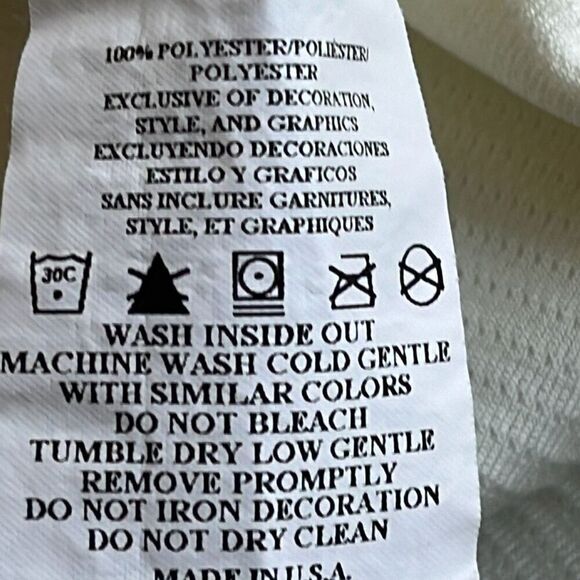 100% POLYESTER/POLIÉSTER/
POLYESTER
EXCLUSIVE OF DECORATION,
STYLE, AND GRAPHICS
EXCLUYENDO DECORACIONES
ESTILO Y GRAFICOS
SANS INCLURE GARNITURES,
STYLE, ET GRAPHIQUES
30C
WASH INSIDE OUT
MACHINE WASH COLD GENTLE
WITH SIMILAR COLORS
DO NOT BLEACH
TUMBLE DRY LOW GENTLE
REMOVE PROMPTLY
DO NOT IRON DECORATION
DO NOT DRY CLEAN
MADE IN U.S.A.